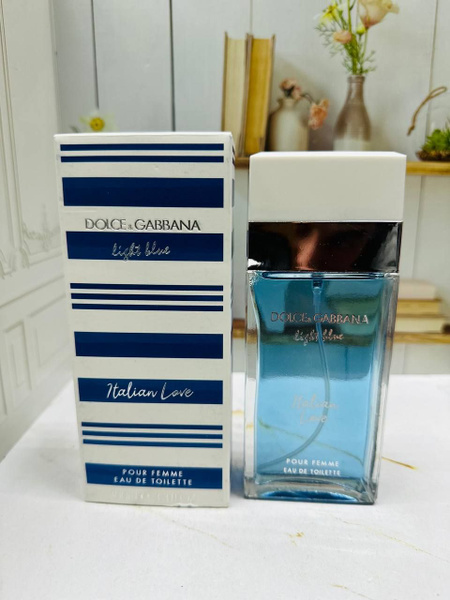 DOLCE & GABBANA
light blue
Italian Love
POUR FEMME
EAU DE TOILETTE
DOLCE & GABBANA
light blue
Italian
Love
POUR FEMME
EAU DE TOILETTE